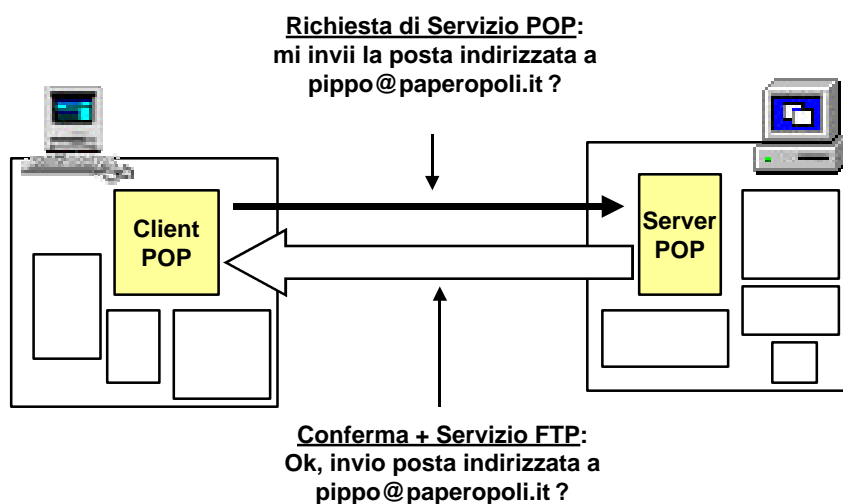 Richiesta di Servizio POP:
mi invii la posta indirizzata a
pippo@paperopoli.it ?
Client
POP
Server
POP
Conferma + Servizio FTP:
Ok, invio posta indirizzata a
pippo@paperopoli.it ?